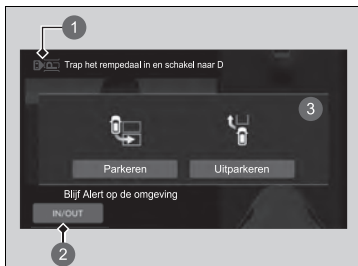 1
Trap het rempedaal in en schakel naar D
3
Parkeren Uitparkeren
Blijf Alert op de omgeving
IN/OUT
2